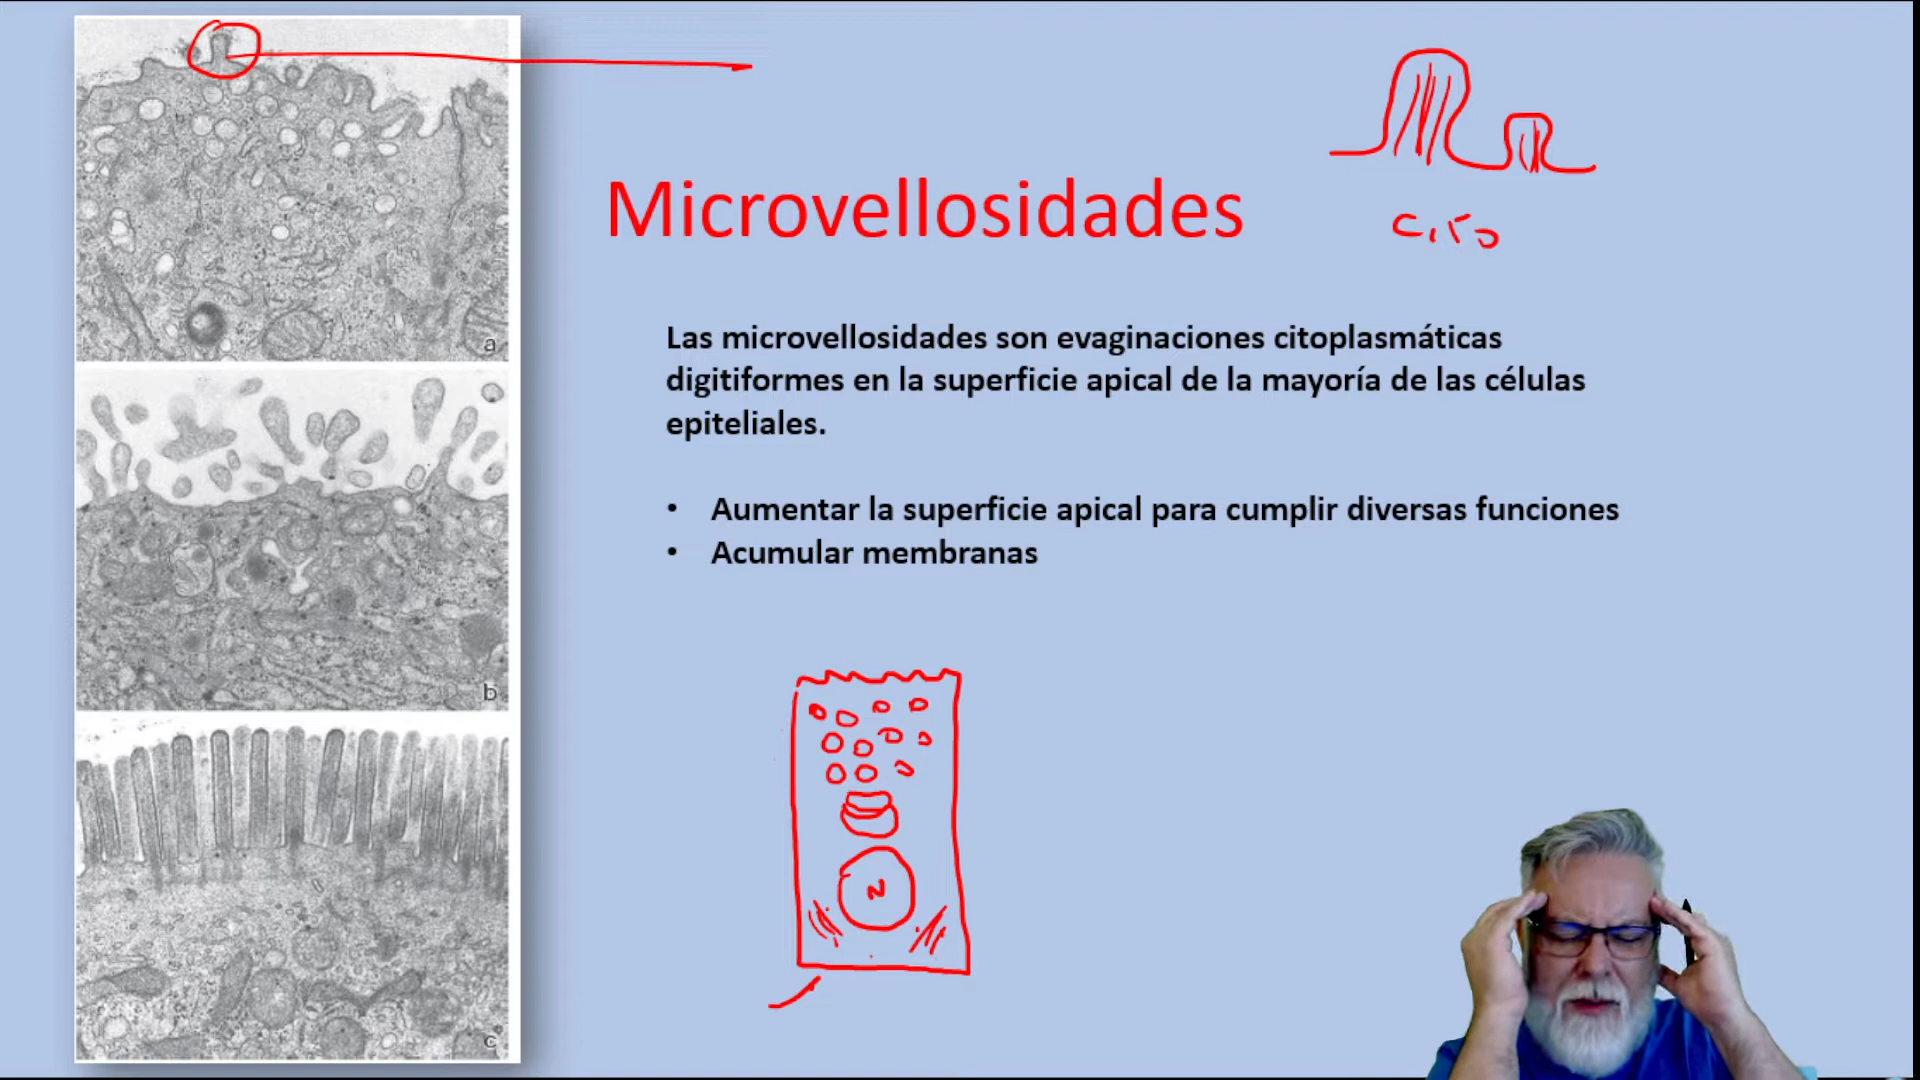 a
b
c
Microvellosidades
Cito
Las microvellosidades son evaginaciones citoplasmáticas
digitiformes en la superficie apical de la mayoría de las células
epiteliales.
• Aumentar la superficie apical para cumplir diversas funciones
• Acumular membranas
N